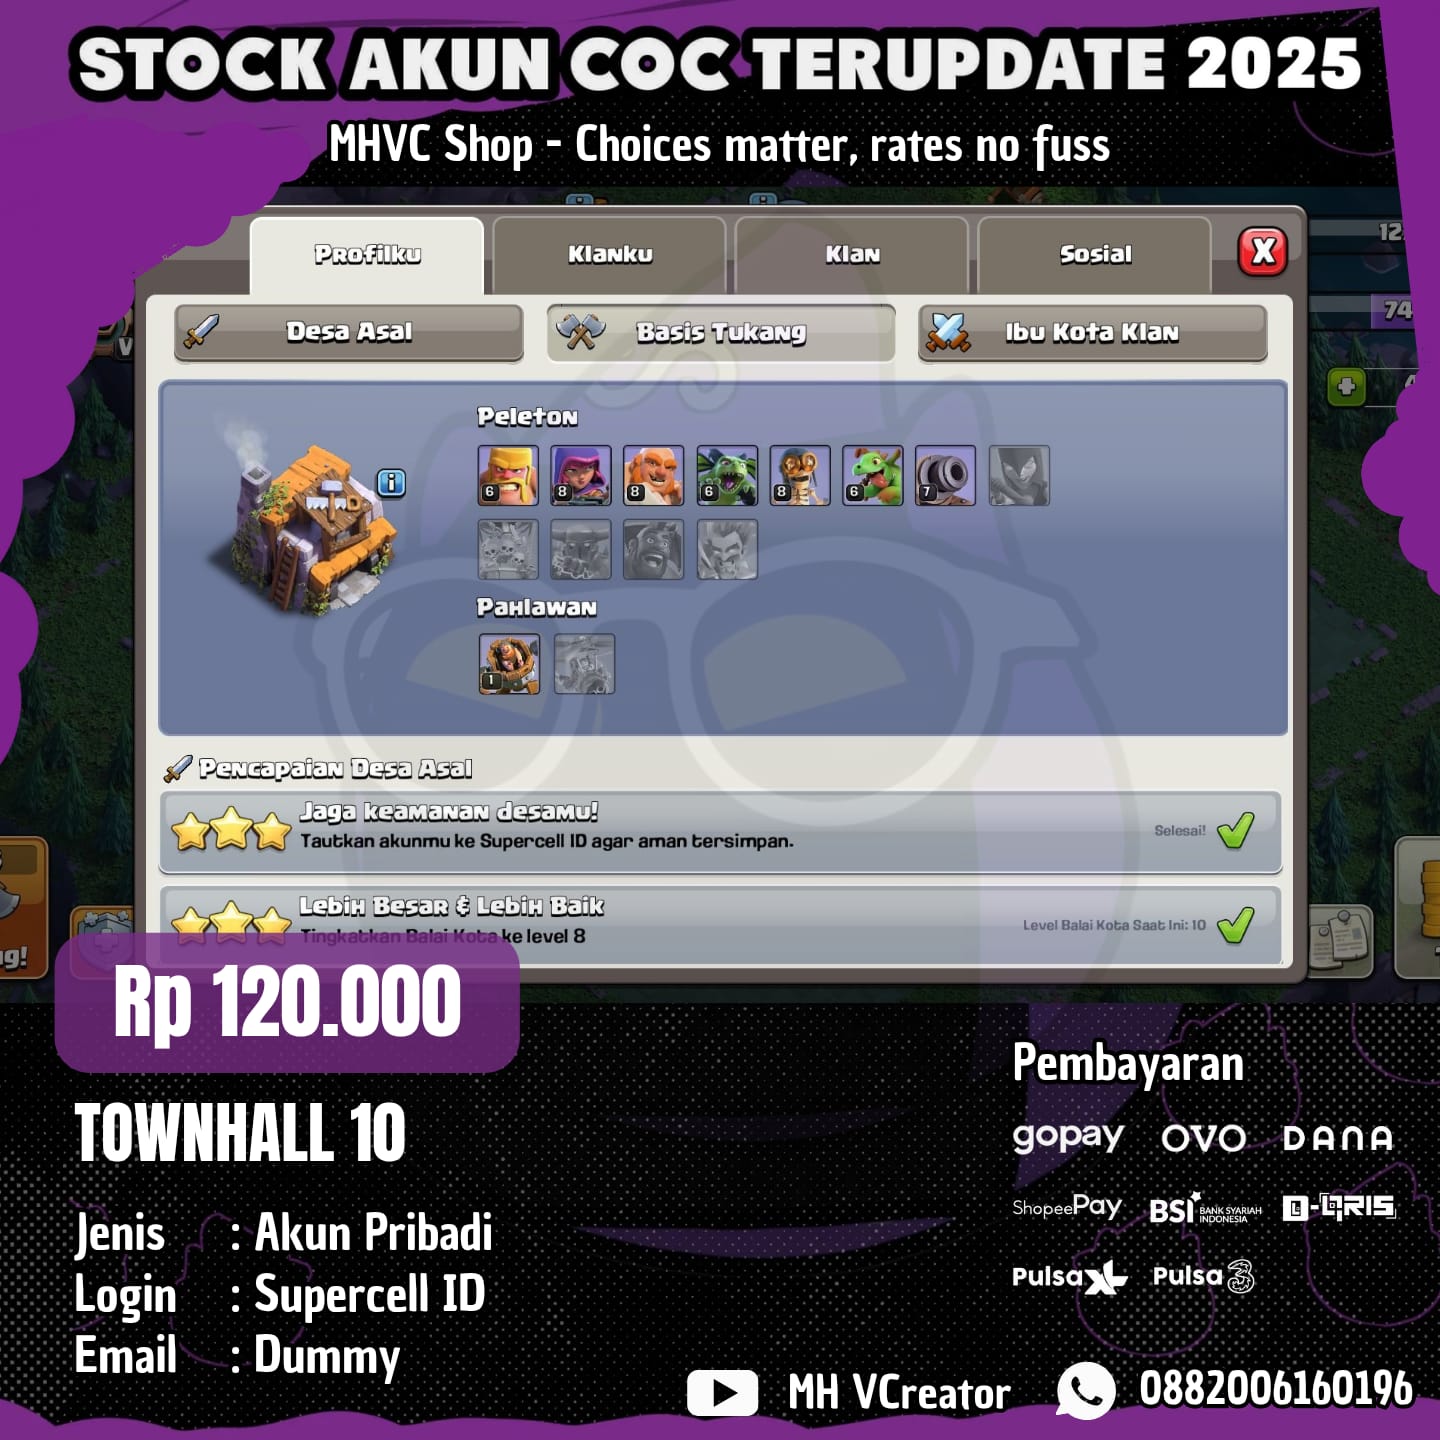 STOCK AKUN COC TERUPDATE 2025
MHVC Shop - Choices matter, rates no fuss
Profilku
Klanku
Klan
Sosial
X
Desa Asal
Basis Tukang
Ibu Kota Klan
Peleton
6 8 8 6 8 6 7
Pahlawan
1
Pencapaian Desa Asal
Jaga keamanan desamu!
Tautkan akunmu ke Supercell ID agar aman tersimpan.
Selesai!
Lebih Besar & Lebih Baik
Tingkatkan Balai Kota ke level 8
Level Balai Kota Saat Ini: 10
Rp 120.000
TOWNHALL 10
Jenis : Akun Pribadi
Login : Supercell ID
Email : Dummy
Pembayaran
gopay OVO DANA
ShopeePay BSI BANK SYARIAH INDONESIA QRIS
Pulsa XL Pulsa 3
MH VCreator
0882006160196